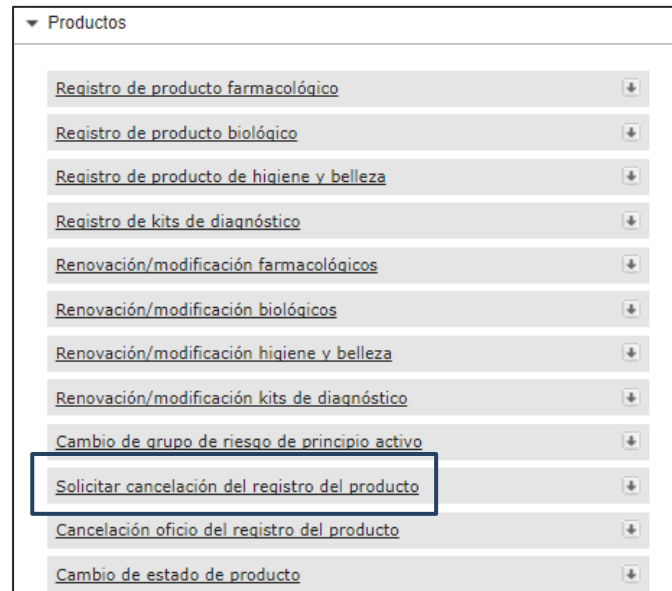 Productos
Registro de producto farmacológico
Registro de producto biológico
Registro de producto de higiene y belleza
Registro de kits de diagnóstico
Renovación/modificación farmacológicos
Renovación/modificación biológicos
Renovación/modificación higiene y belleza
Renovación/modificación kits de diagnóstico
Cambio de grupo de riesgo de principio activo
Solicitar cancelación del registro del producto
Cancelación oficio del registro del producto
Cambio de estado de producto